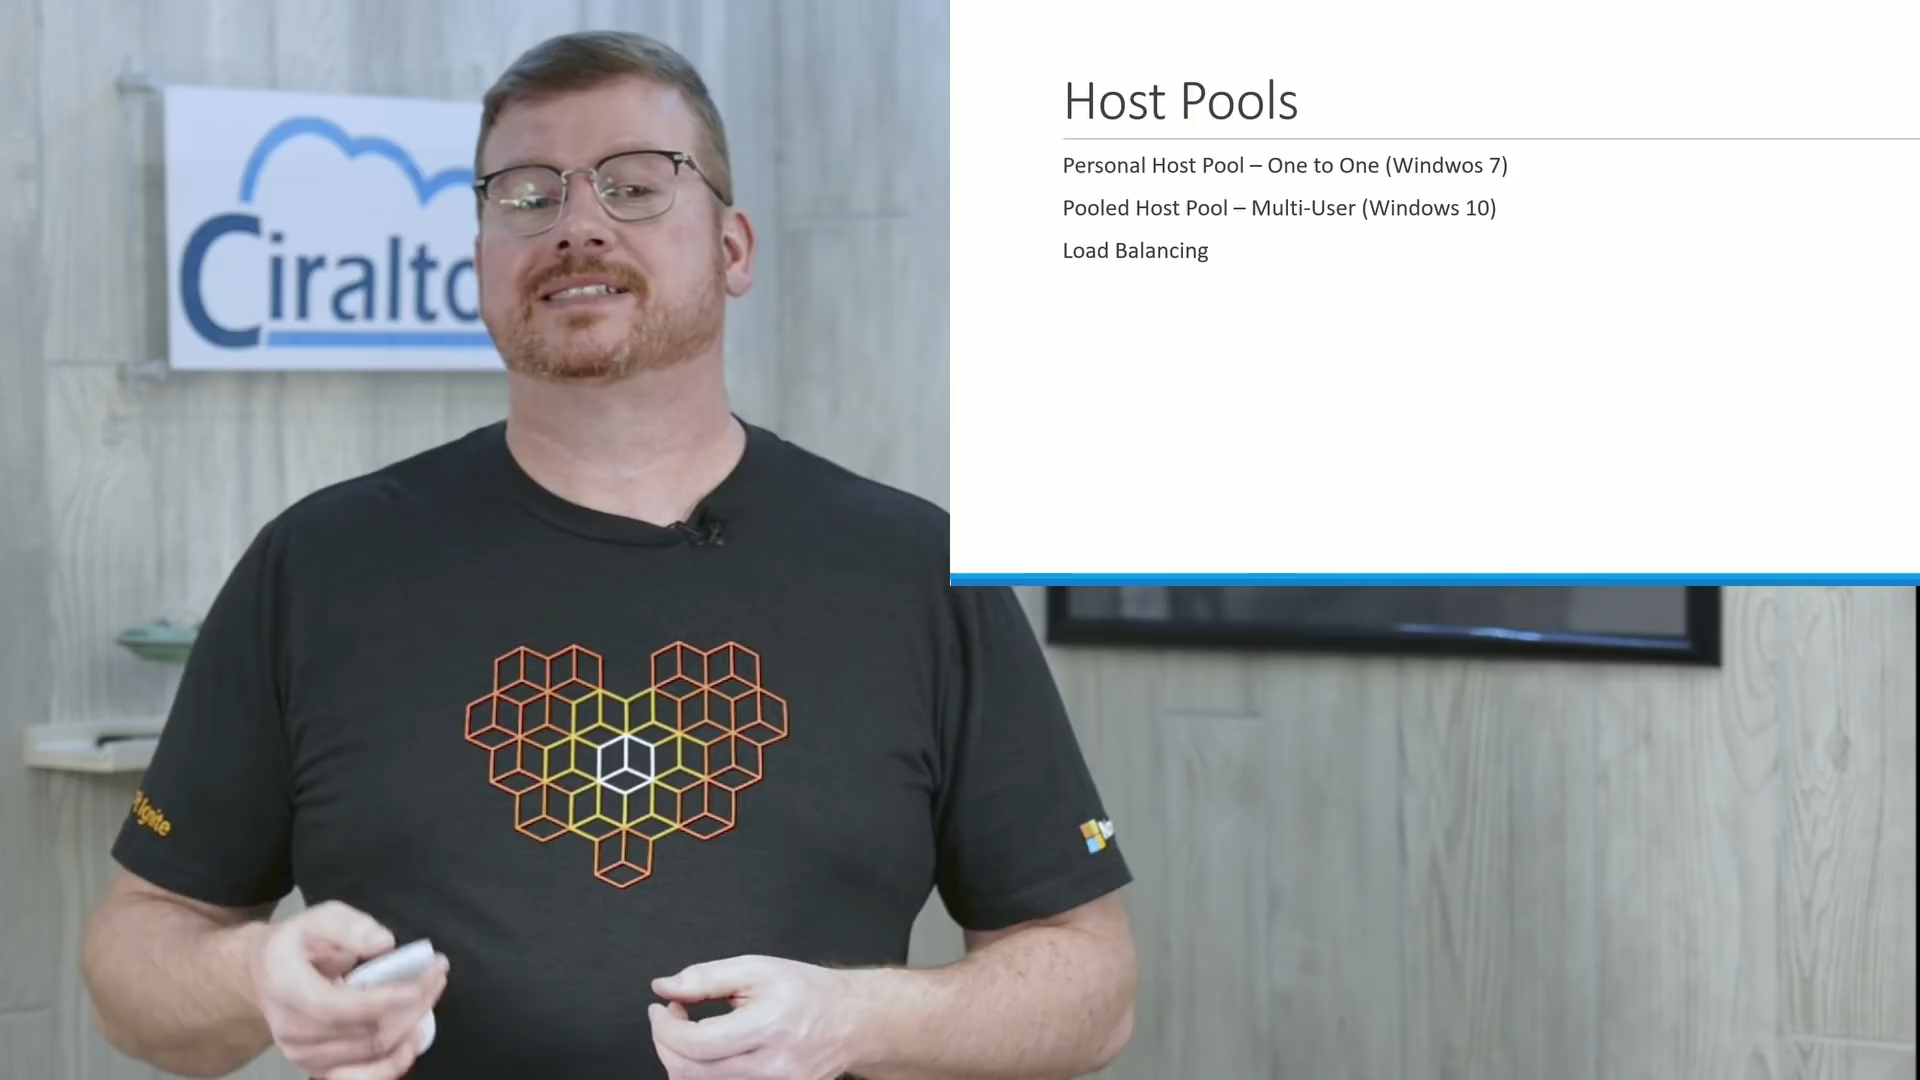 Ciralto
Host Pools
Personal Host Pool – One to One (Windwos 7)
Pooled Host Pool – Multi-User (Windows 10)
Load Balancing
Ignite